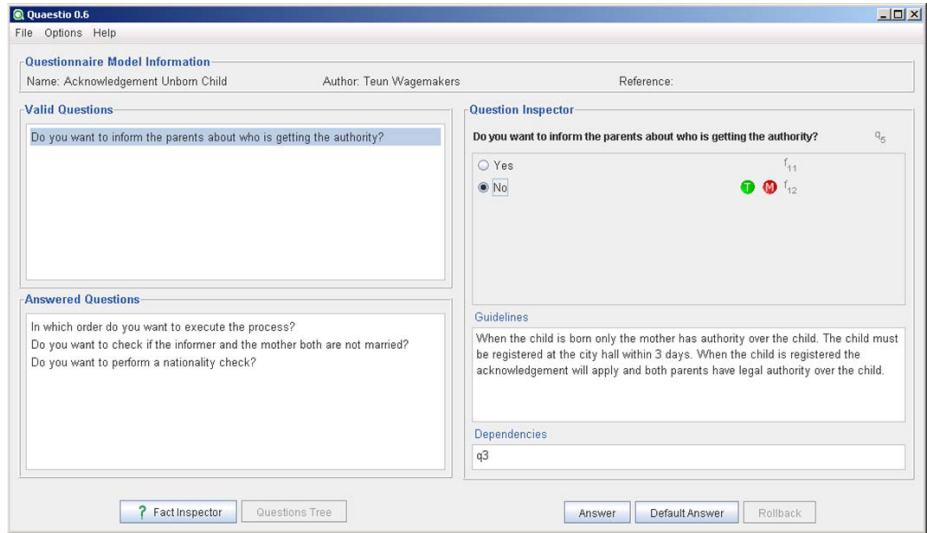 Quaestio 0.6
File Options Help
Questionnaire Model Information
Name: Acknowledgement Unborn Child Author: Teun Wagemakers Reference:
Valid Questions
Do you want to inform the parents about who is getting the authority?
Answered Questions
In which order do you want to execute the process?
Do you want to check if the informer and the mother both are not married?
Do you want to perform a nationality check?
? Fact Inspector Questions Tree
Question Inspector
Do you want to inform the parents about who is getting the authority? q5
Yes f11
No T M f12
Guidelines
When the child is born only the mother has authority over the child. The child must
be registered at the city hall within 3 days. When the child is registered the
acknowledgement will apply and both parents have legal authority over the child.
Dependencies
q3
Answer Default Answer Rollback